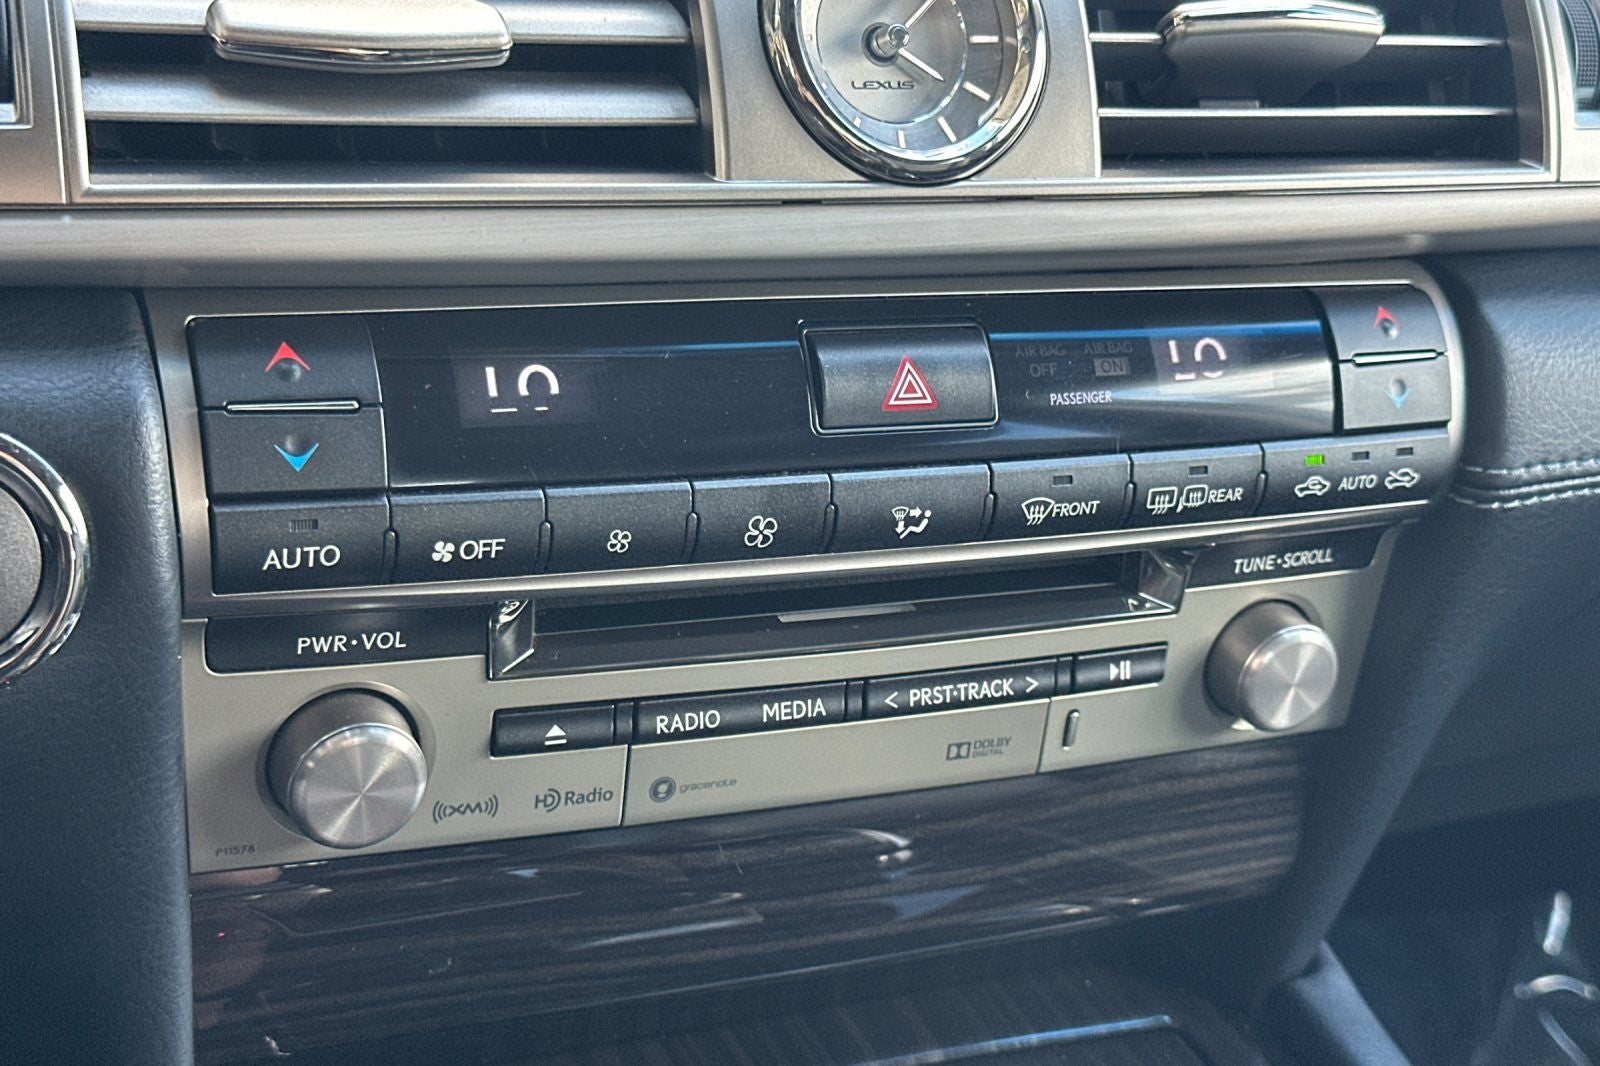 LEXUS
LO
AIR BAG OFF
AIR BAG ON
PASSENGER
LO
AUTO
OFF
FRONT
REAR
AUTO
PWR•VOL
TUNE•SCROLL
RADIO
MEDIA
< PRST•TRACK >
XM
HD Radio
gracenote
DOLBY
DIGITAL
P11578